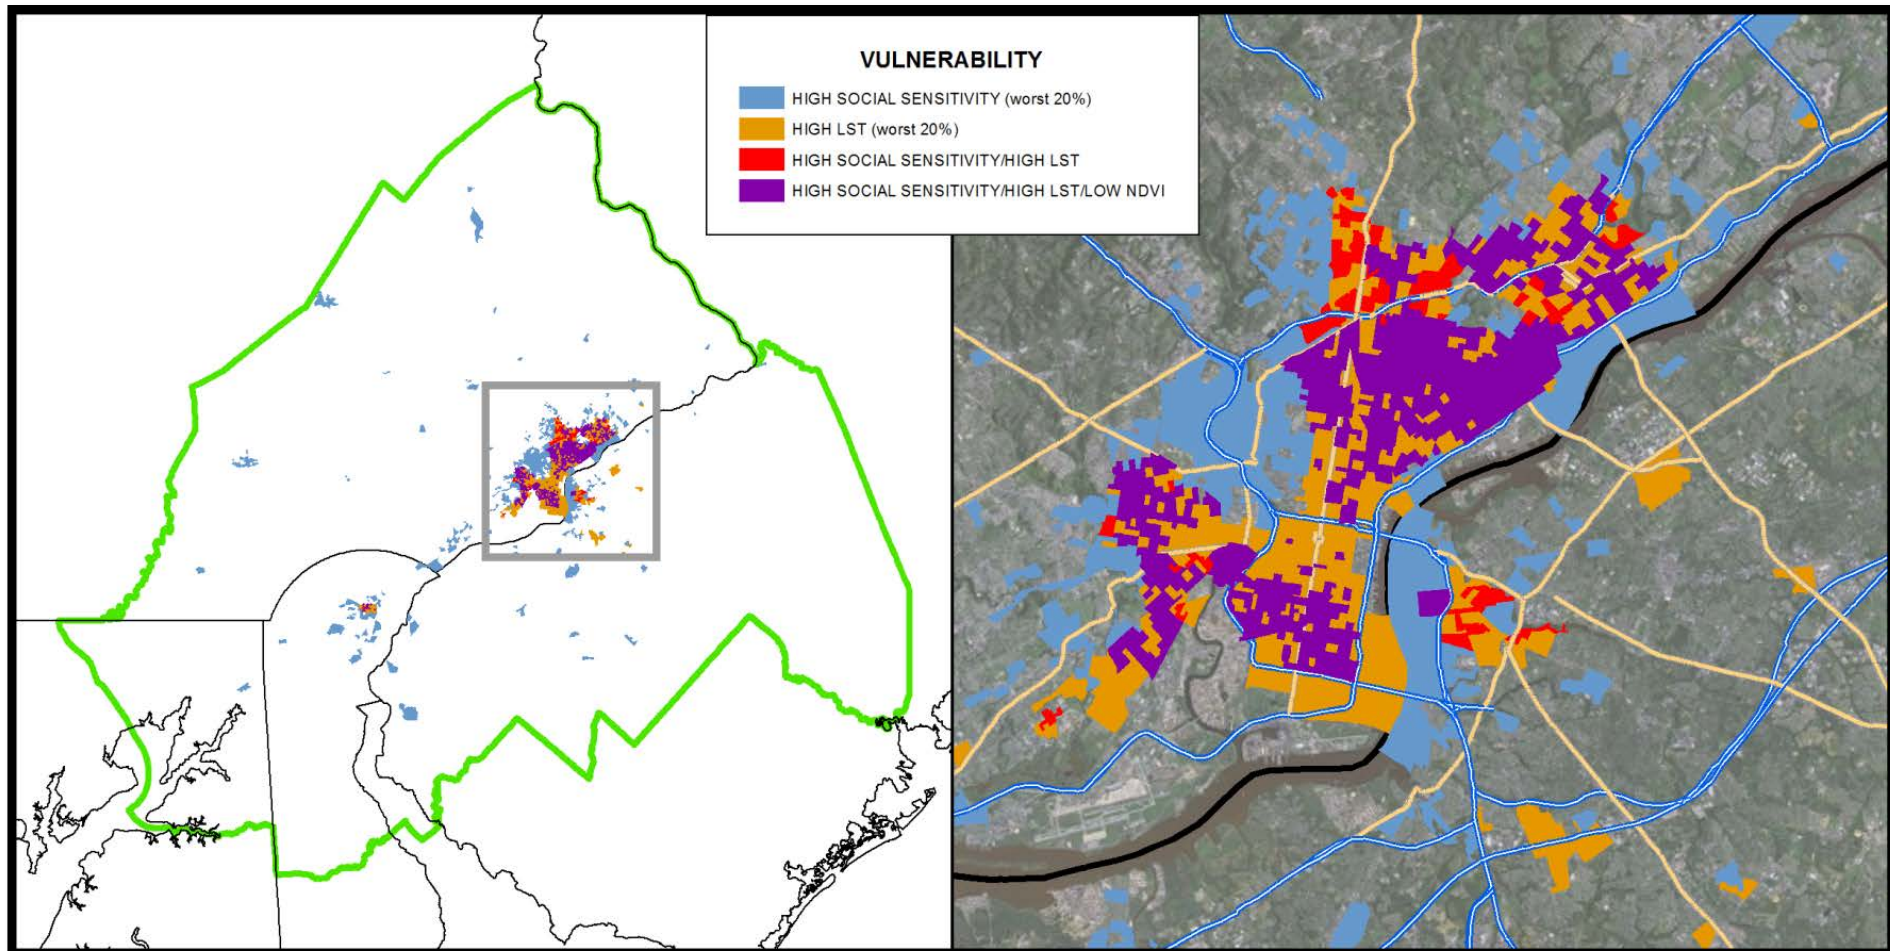 VULNERABILITY
HIGH SOCIAL SENSITIVITY (worst 20%)
HIGH LST (worst 20%)
HIGH SOCIAL SENSITIVITY/HIGH LST
HIGH SOCIAL SENSITIVITY/HIGH LST/LOW NDVI